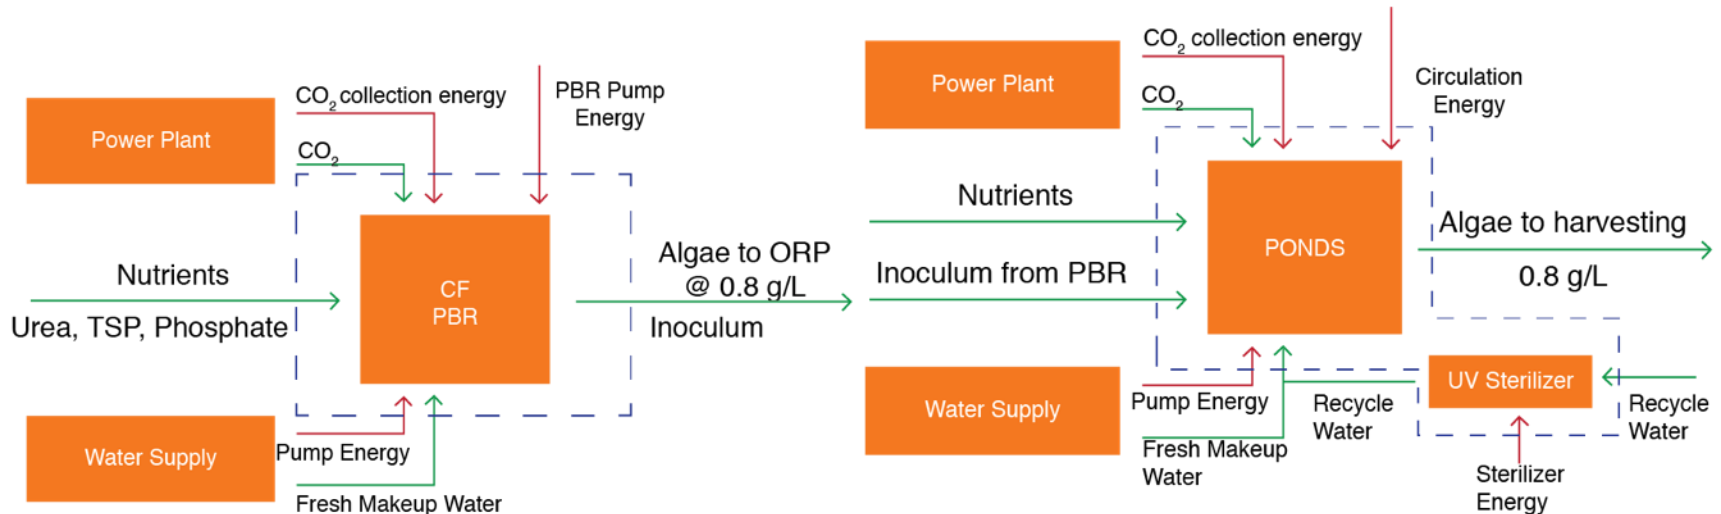 CO2 collection energy
PBR Pump
Energy
Power Plant
CO2
Nutrients
Urea, TSP, Phosphate
CF
PBR
Algae to ORP
@ 0.8 g/L
Inoculum
Water Supply
Pump Energy
Fresh Makeup Water
CO2 collection energy
Circulation
Energy
Power Plant
CO2
Nutrients
Inoculum from PBR
PONDS
Algae to harvesting
0.8 g/L
Water Supply
Pump Energy
Fresh Makeup
Water
Recycle
Water
UV Sterilizer
Recycle
Water
Sterilizer
Energy